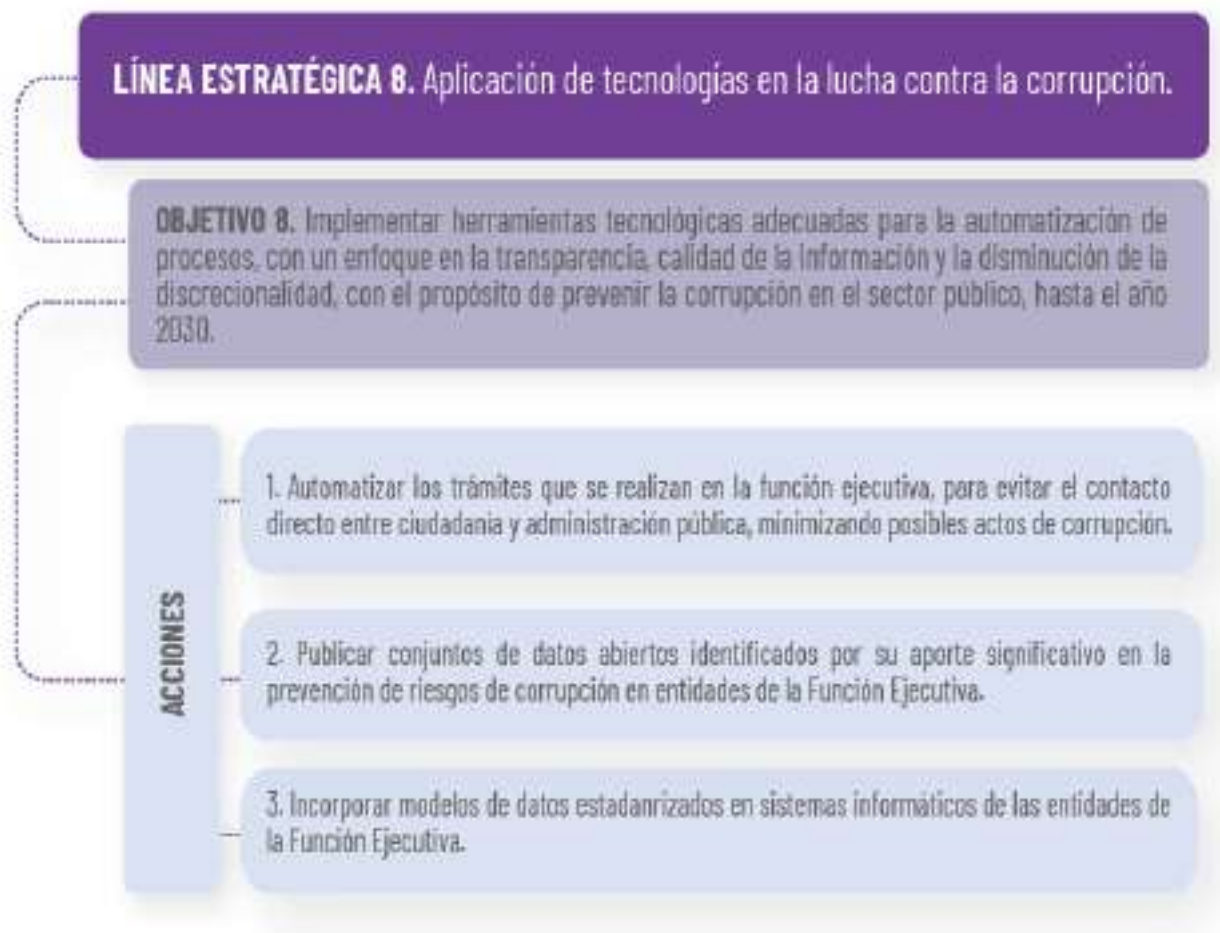 LÍNEA ESTRATÉGICA 8. Aplicación de tecnologías en la lucha contra la corrupción.
OBJETIVO 8. Implementar herramientas tecnológicas adecuadas para la automatización de
procesos, con un enfoque en la transparencia, calidad de la información y la disminución de la
discrecionalidad, con el propósito de prevenir la corrupción en el sector público, hasta el año
2030.
ACCIONES
1. Automatizar los trámites que se realizan en la función ejecutiva, para evitar el contacto
directo entre ciudadanía y administración pública, minimizando posibles actos de corrupción.
2. Publicar conjuntos de datos abiertos identificados por su aporte significativo en la
prevención de riesgos de corrupción en entidades de la Función Ejecutiva.
3. Incorporar modelos de datos estadanrizados en sistemas informáticos de las entidades de
la Función Ejecutiva.